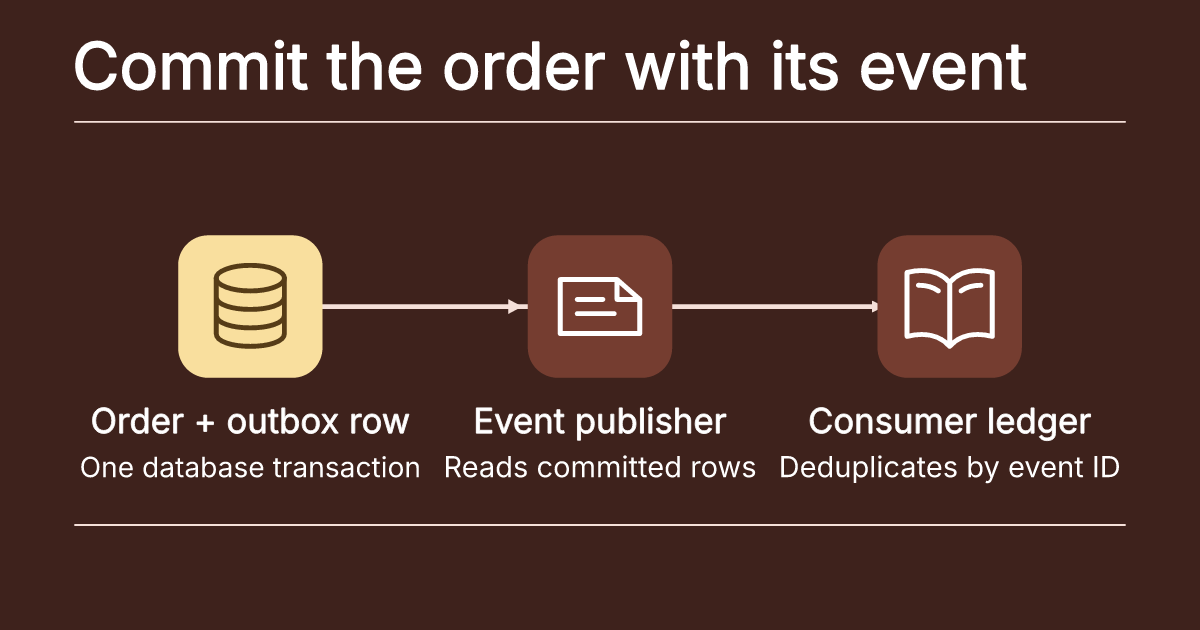 Commit the order with its event
Order + outbox row
One database transaction
Event publisher
Reads committed rows
Consumer ledger
Deduplicates by event ID